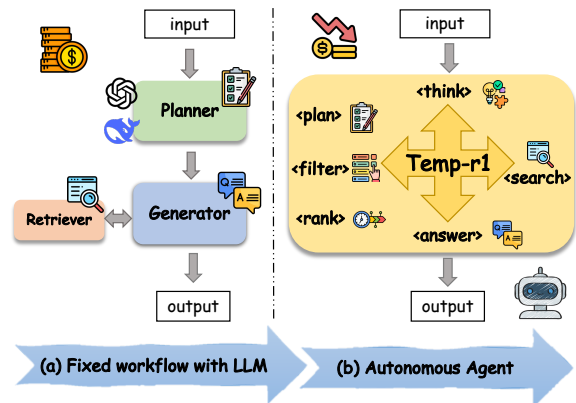 input
Planner
Retriever
Generator
Q
A
output
(a) Fixed workflow with LLM
input
<think>
<plan>
<filter>
Temp-r1
<search>
<rank>
<answer>
Q
A
output
(b) Autonomous Agent